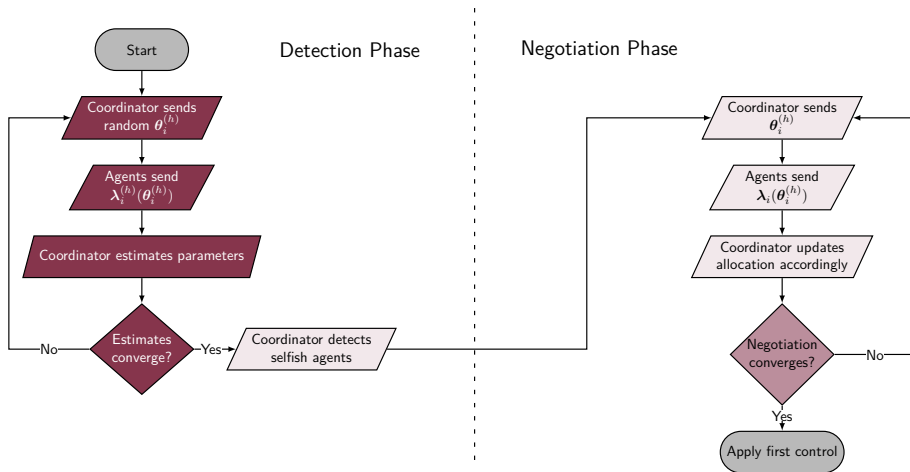 Detection Phase
Start
Coordinator sends
random θ_i^(h)
Agents send
λ_i^(h)(θ_i^(h))
Coordinator estimates parameters
Estimates
converge?
No
Yes
Coordinator detects
selfish agents
Negotiation Phase
Coordinator sends
θ_i^(h)
Agents send
λ_i(θ_i^(h))
Coordinator updates
allocation accordingly
Negotiation
converges?
No
Yes
Apply first control